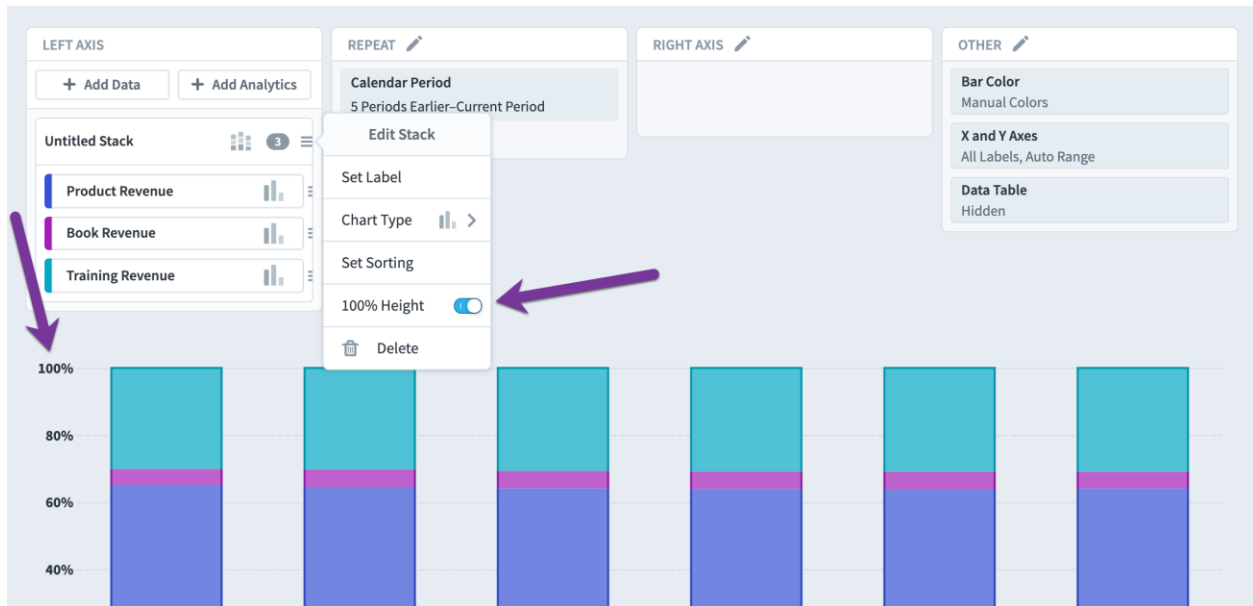 LEFT AXIS
+ Add Data
+ Add Analytics
Untitled Stack
3
Product Revenue
Book Revenue
Training Revenue
REPEAT
Calendar Period
5 Periods Earlier–Current Period
Edit Stack
Set Label
Chart Type
Set Sorting
100% Height
Delete
RIGHT AXIS
OTHER
Bar Color
Manual Colors
X and Y Axes
All Labels, Auto Range
Data Table
Hidden
100%
80%
60%
40%